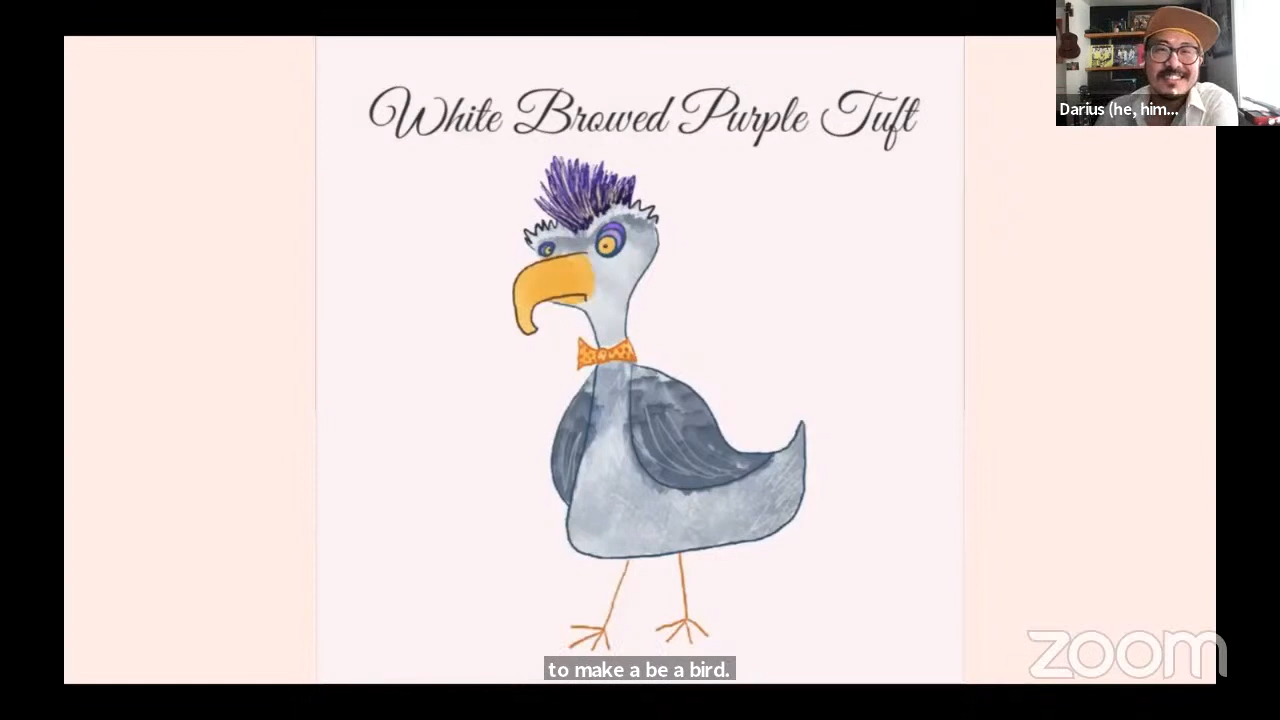 White Browed Purple Tuft
Darius (he, him...
to make a be a bird.
zoom